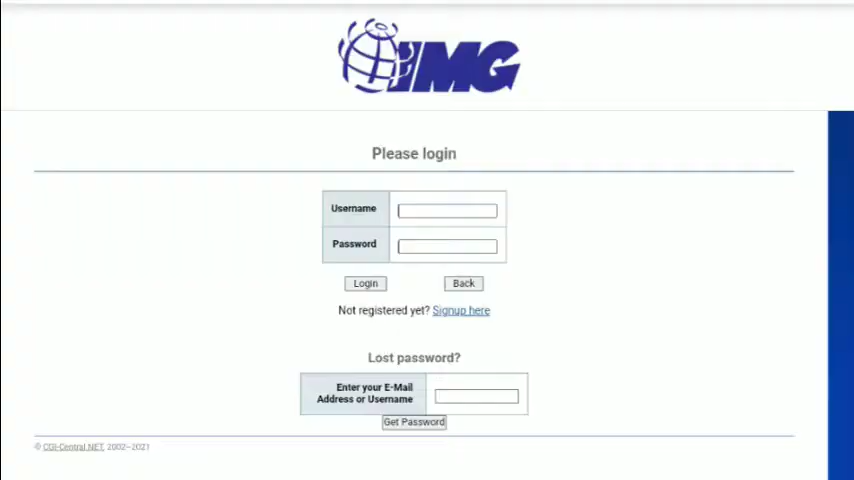 IMG
Please login
Username
Password
Login Back
Not registered yet? Signup here
Lost password?
Enter your E-Mail
Address or Username
Get Password
© CGI-Central.NET, 2002–2021